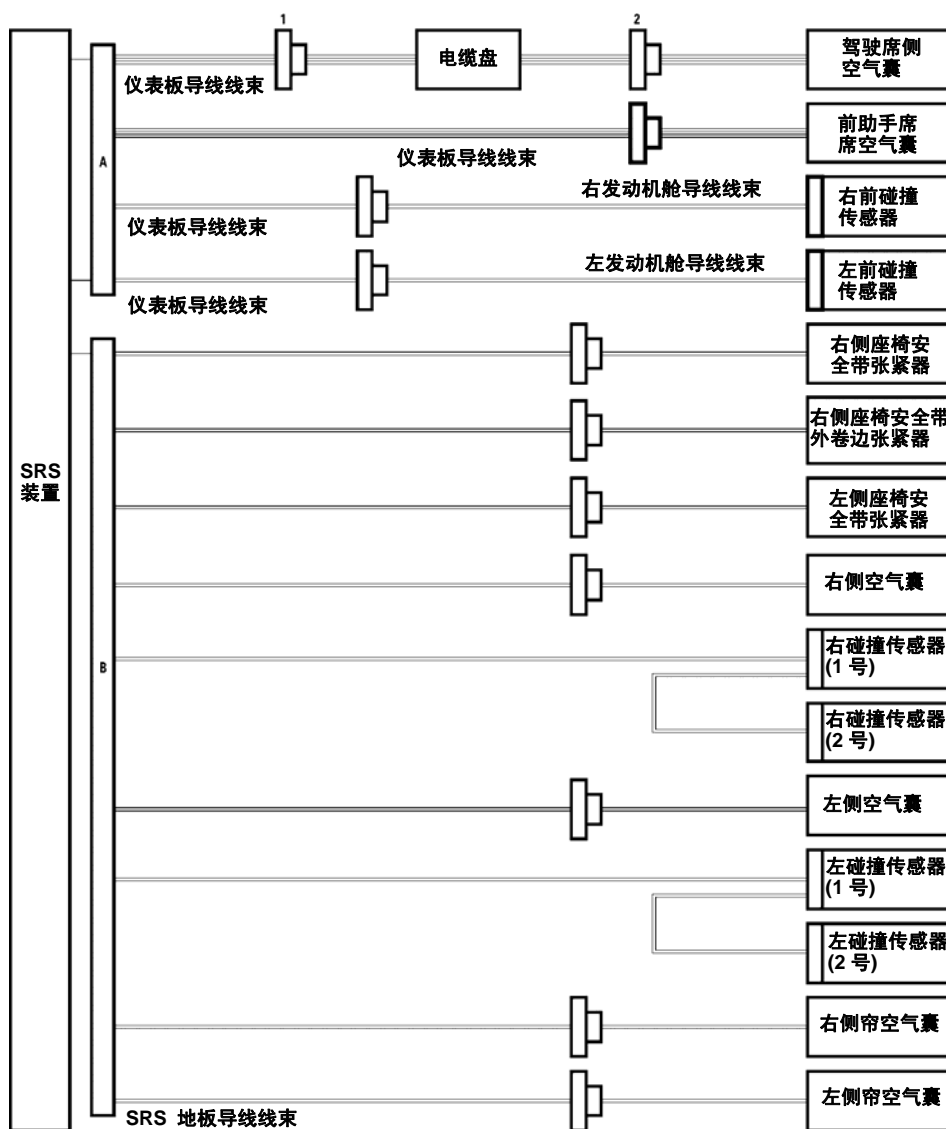 1
2
驾驶席侧
空气囊
电缆盘
仪表板导线线束
前助手席
席空气囊
A
仪表板导线线束
右发动机舱导线线束
右前碰撞
传感器
仪表板导线线束
左发动机舱导线线束
左前碰撞
传感器
仪表板导线线束
右侧座椅安
全带张紧器
右侧座椅安全带
外卷边张紧器
SRS
装置
左侧座椅安
全带张紧器
右侧空气囊
右碰撞传感器
(1 号)
B
右碰撞传感器
(2 号)
左侧空气囊
左碰撞传感器
(1 号)
左碰撞传感器
(2 号)
右侧帘空气囊
左侧帘空气囊
SRS 地板导线线束